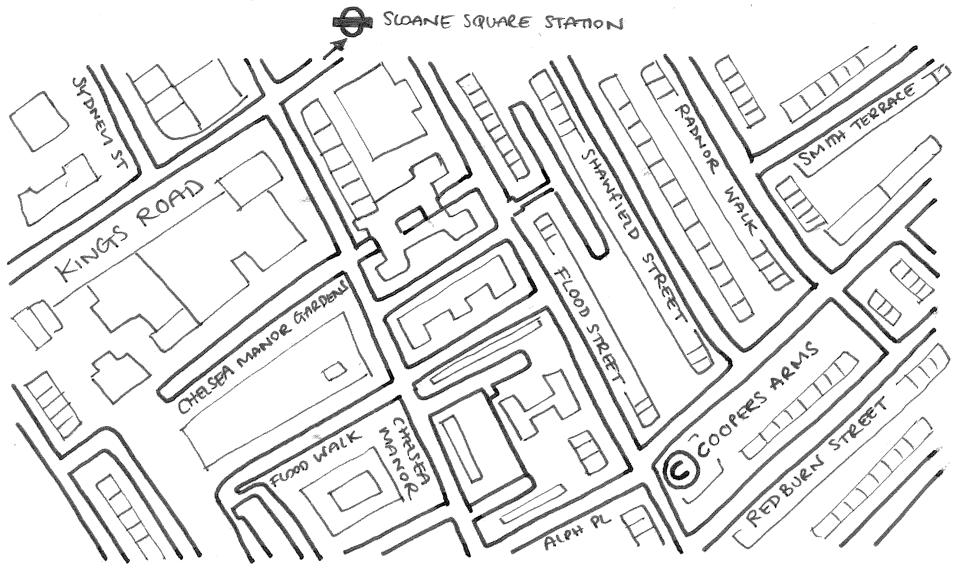 SLOANE SQUARE STATION
SYDNEY ST
KINGS ROAD
RADNOR WALK
SMITH TERRACE
SHAWFIELD STREET
FLOOD STREET
CHELSEA MANOR GARDENS
COOPERS ARMS
C
FLOOD WALK
CHELSEA
MANOR
REDBURN STREET
ALPH PL